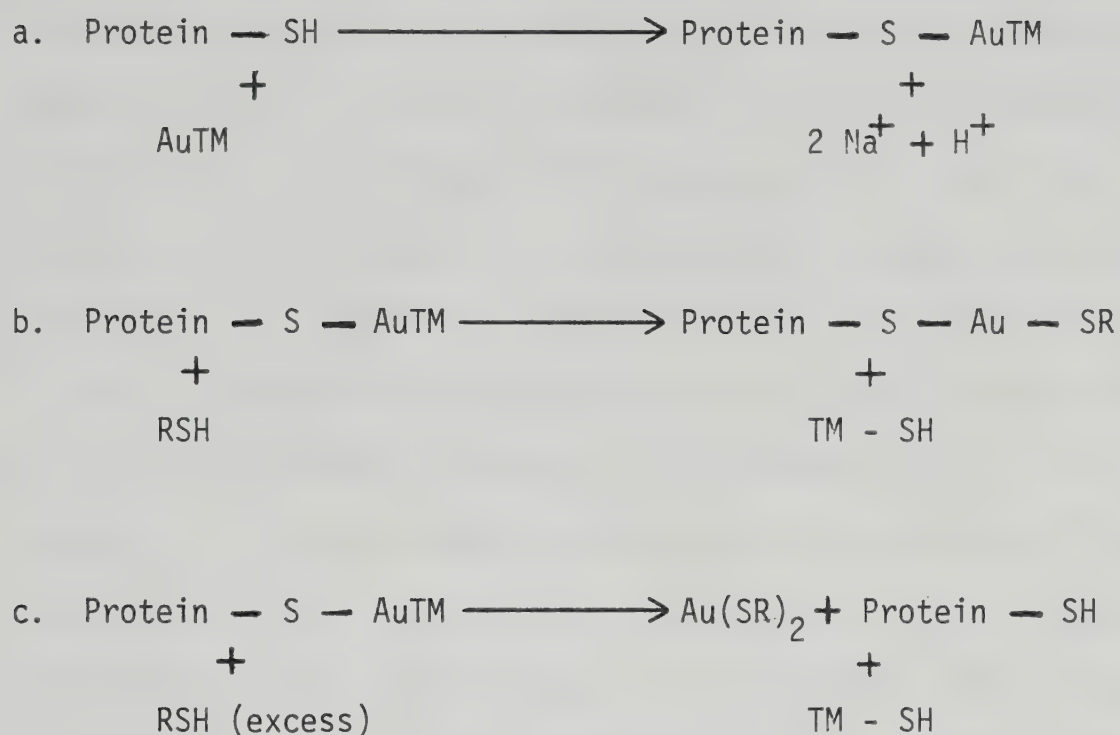 a. Protein — SH ⟶ Protein — S — AuTM
+ +
AuTM 2 Na⁺ + H⁺
b. Protein — S — AuTM ⟶ Protein — S — Au — SR
+ +
RSH TM - SH
c. Protein — S — AuTM ⟶ Au(SR)₂ + Protein — SH
+ +
RSH (excess) TM - SH